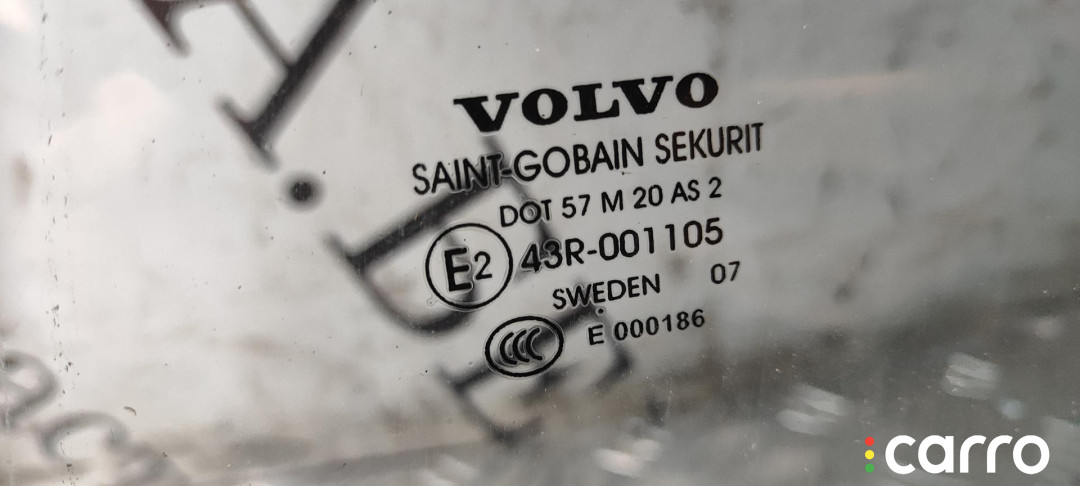 VOLVO
SAINT-GOBAIN SEKURIT
DOT 57 M 20 AS 2
E2 43R-001105
SWEDEN 07
CCC E 000186
carro